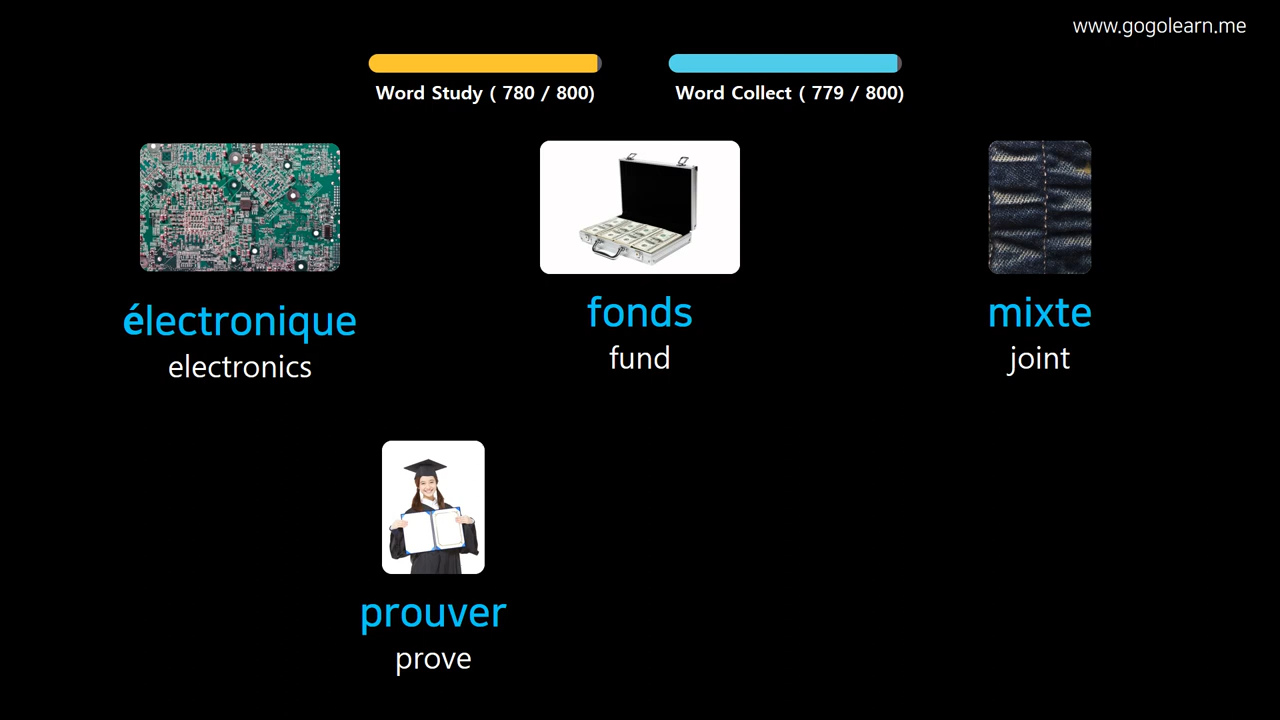 www.gogolearn.me
Word Study ( 780 / 800)
Word Collect ( 779 / 800)
électronique
electronics
fonds
fund
mixte
joint
prouver
prove